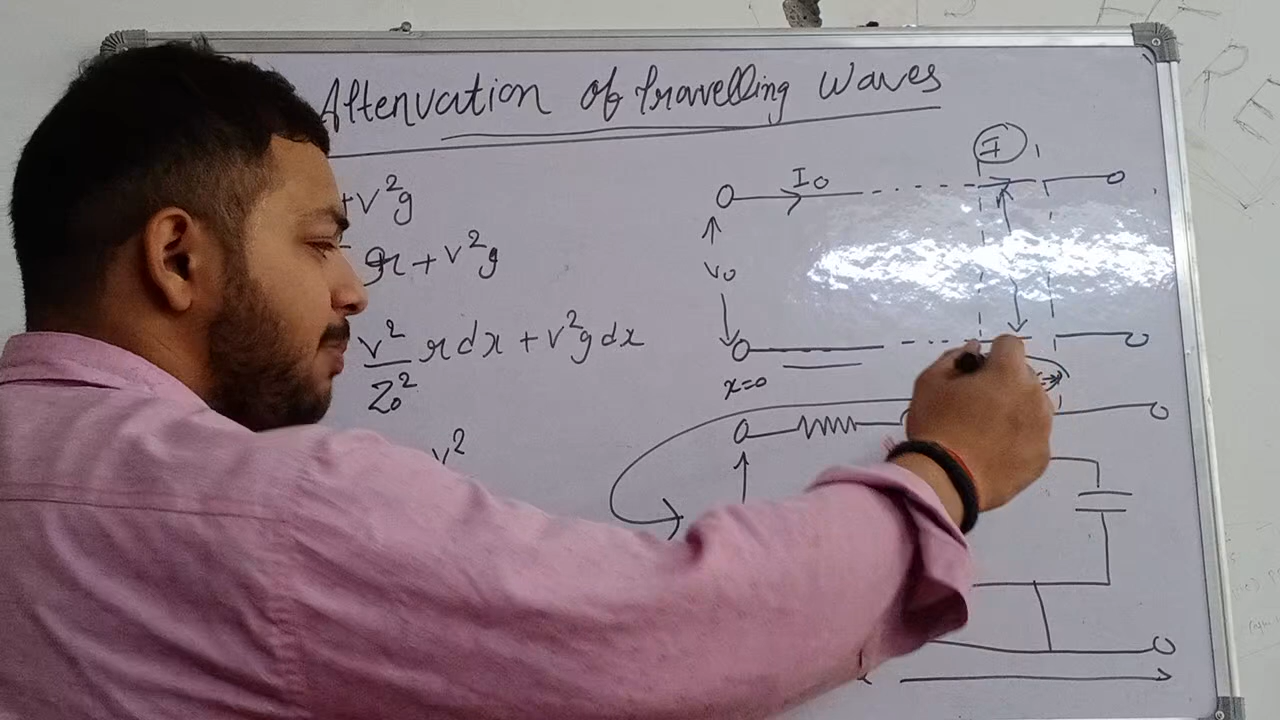 Attenuation of Travelling Waves
+V²g
r + V²g
V²/Z₀² r dx + V²g dx
V²
I₀
I
V₀
x=0